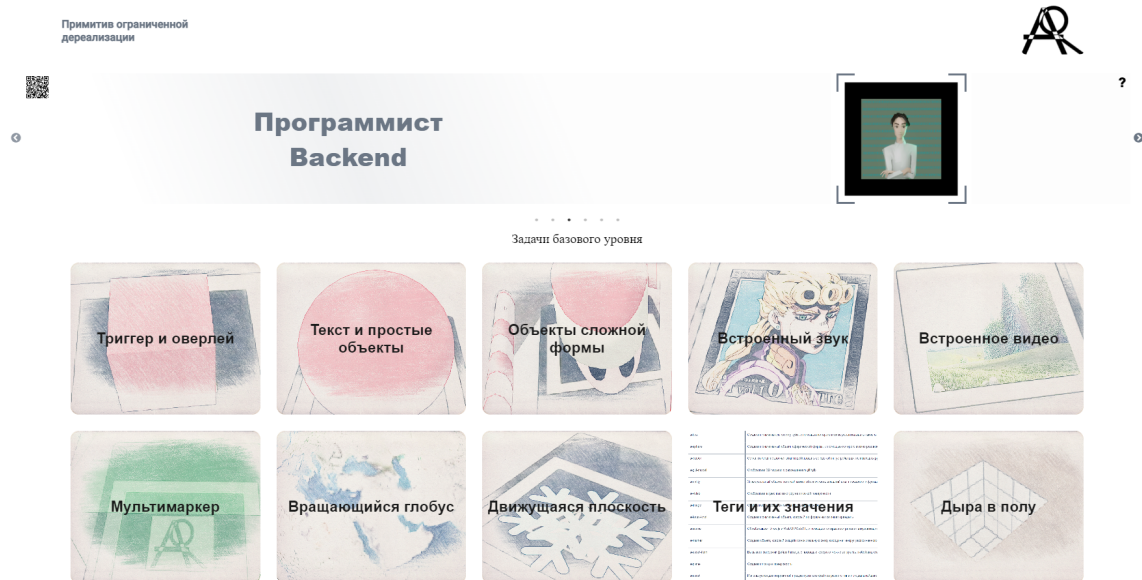 Примитив ограниченной
дереализации
?
Программист
Backend
Задачи базового уровня
Триггер и оверлей
Текст и простые
объекты
Объекты сложной
формы
Встроенный звук
Встроенное видео
Мультимаркер
Вращающийся глобус
Движущаяся плоскость
Теги и их значения
Дыра в полу